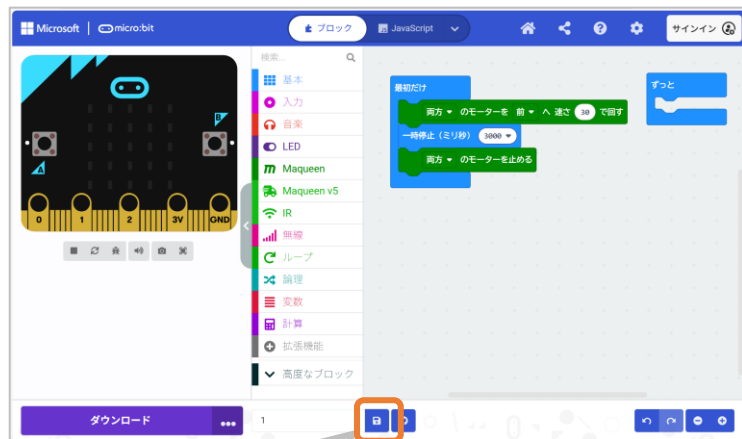 Microsoft micro:bit ブロック JavaScript サインイン
検索...
基本
入力
音楽
LED
Maqueen
Maqueen v5
IR
無線
ループ
論理
変数
計算
拡張機能
高度なブロック
最初だけ
両方 のモーターを 前 へ 速さ 30 で回す
一時停止（ミリ秒） 3000
両方 のモーターを止める
ずっと
A
B
0 1 2 3V GND
ダウンロード
1